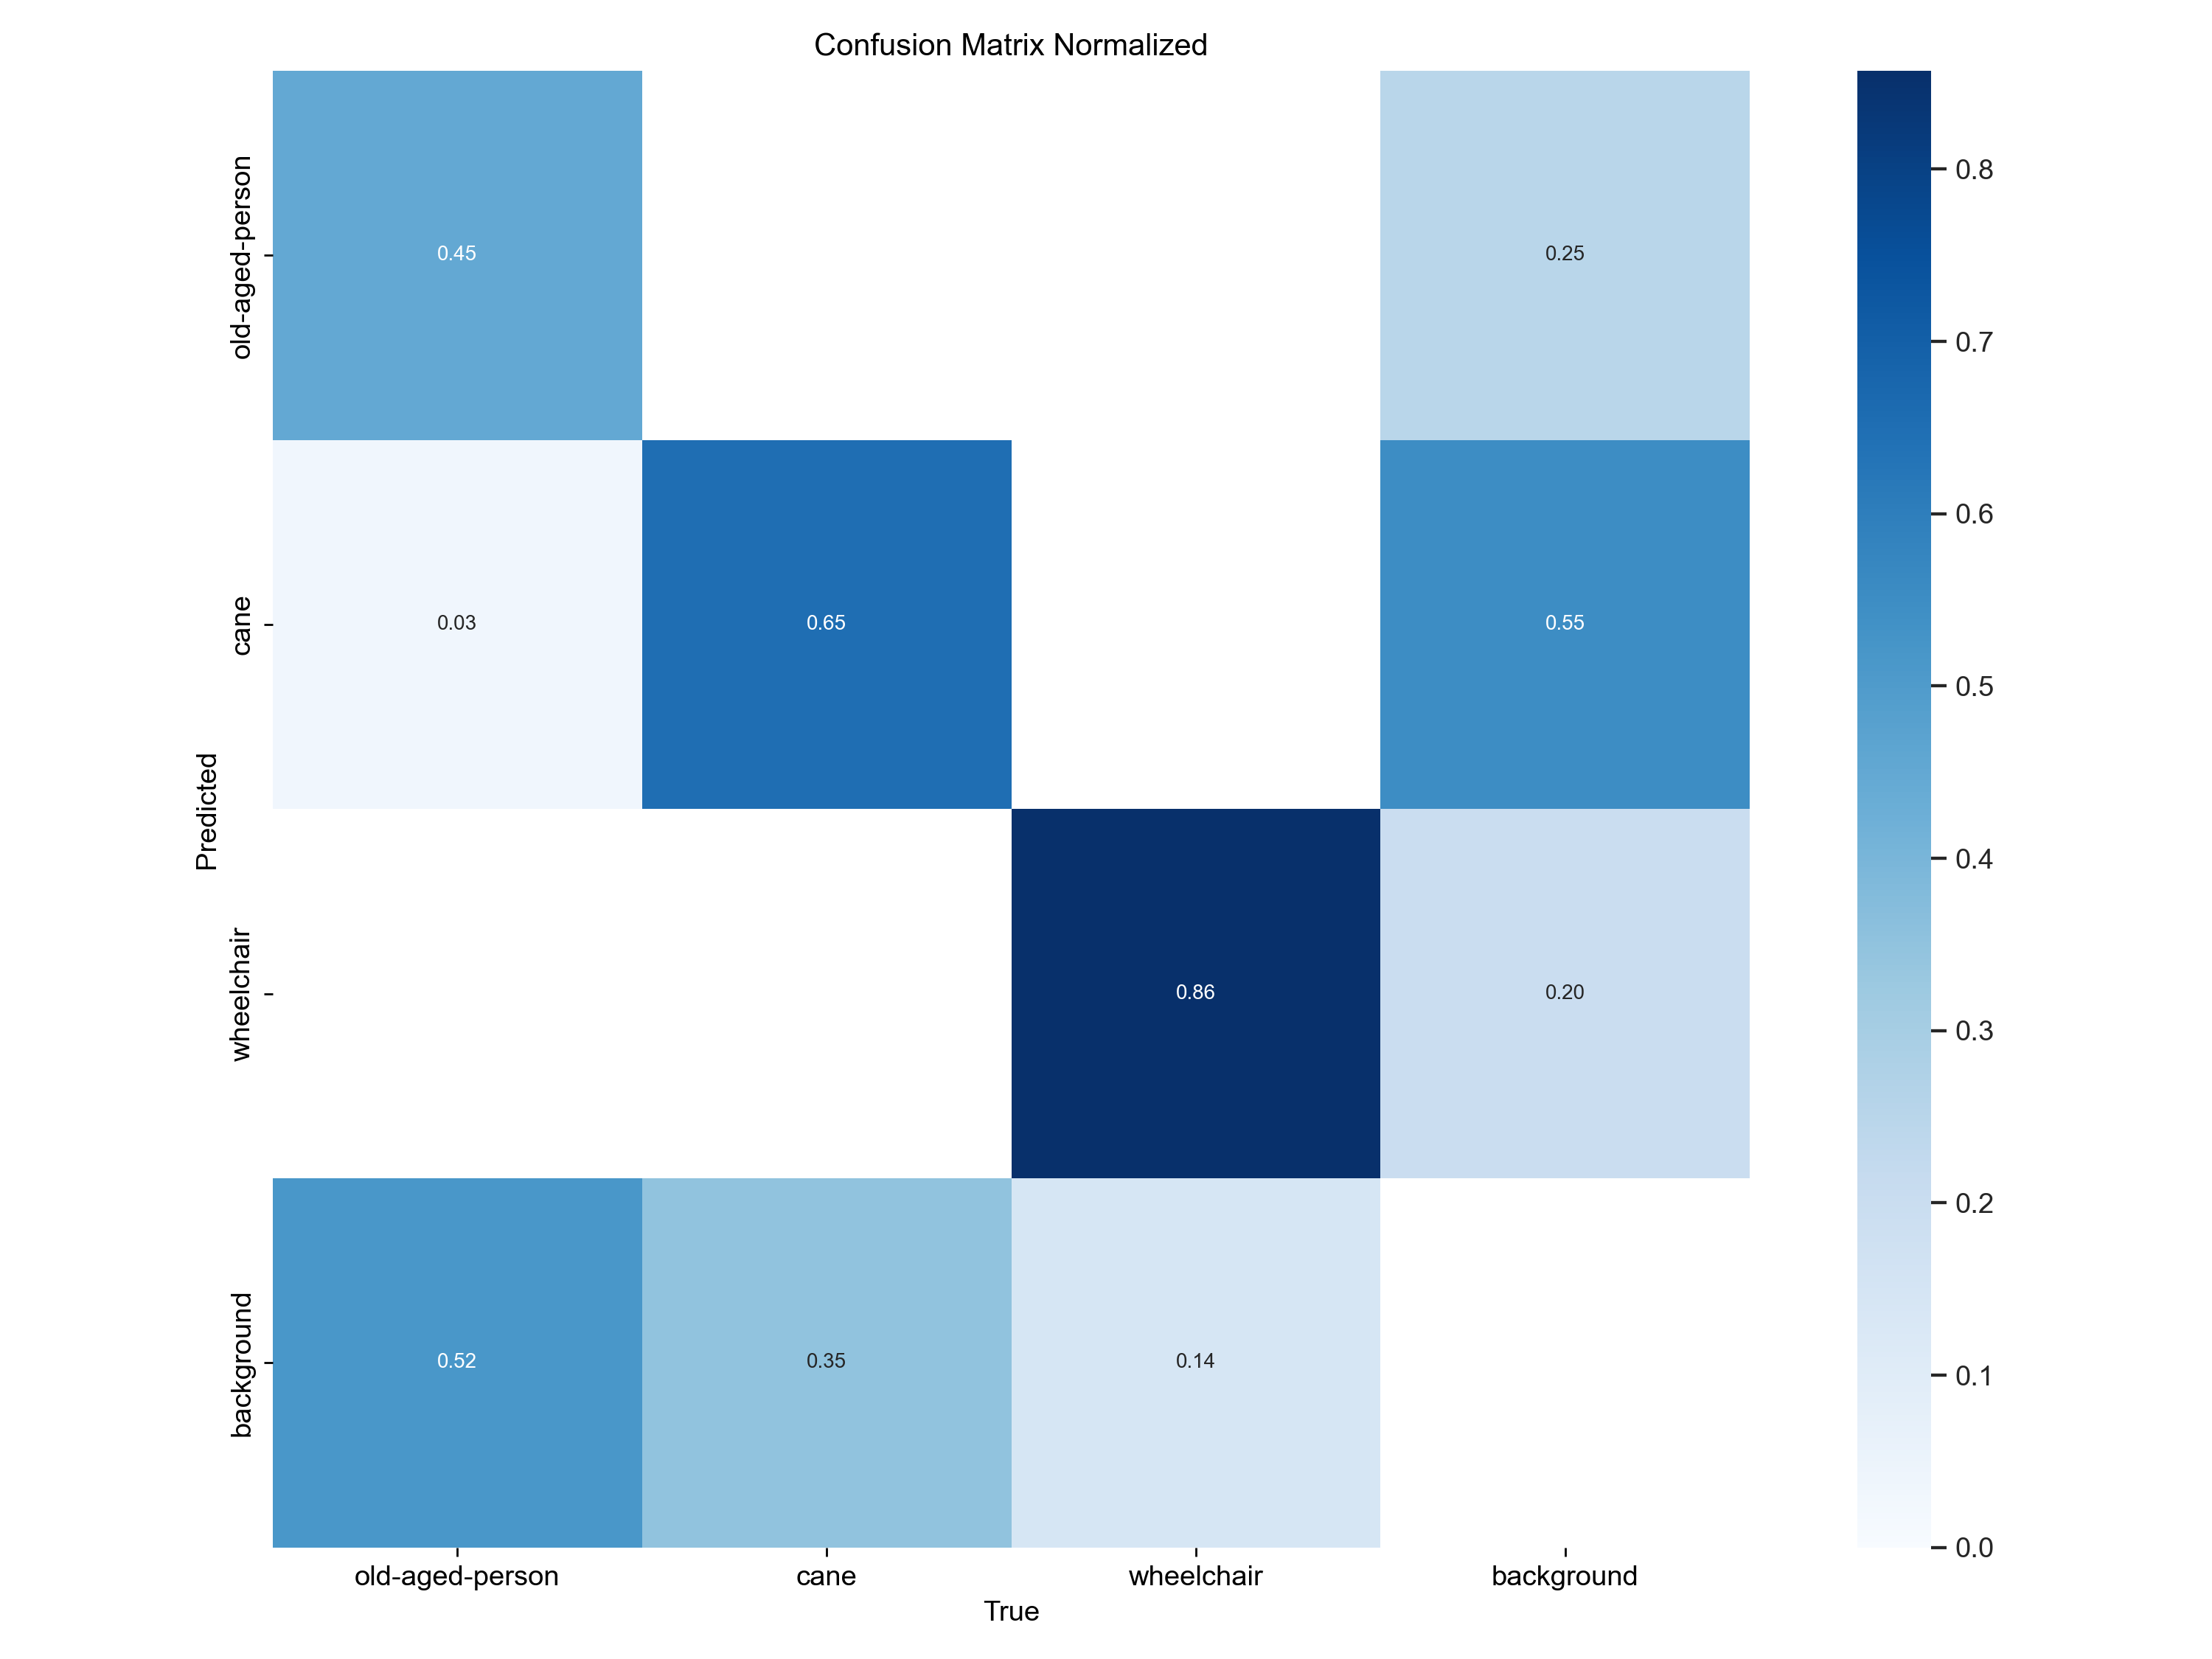 Confusion Matrix Normalized
Predicted
old-aged-person
0.45
0.25
cane
0.03
0.65
0.55
wheelchair
0.86
0.20
background
0.52
0.35
0.14
old-aged-person
cane
wheelchair
background
True
0.8
0.7
0.6
0.5
0.4
0.3
0.2
0.1
0.0